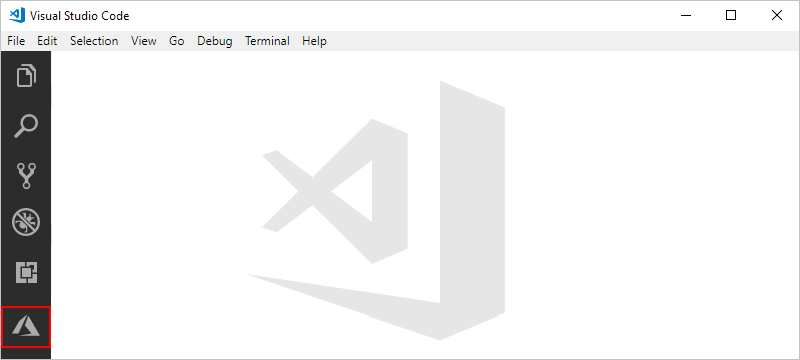 Visual Studio Code
File Edit Selection View Go Debug Terminal Help